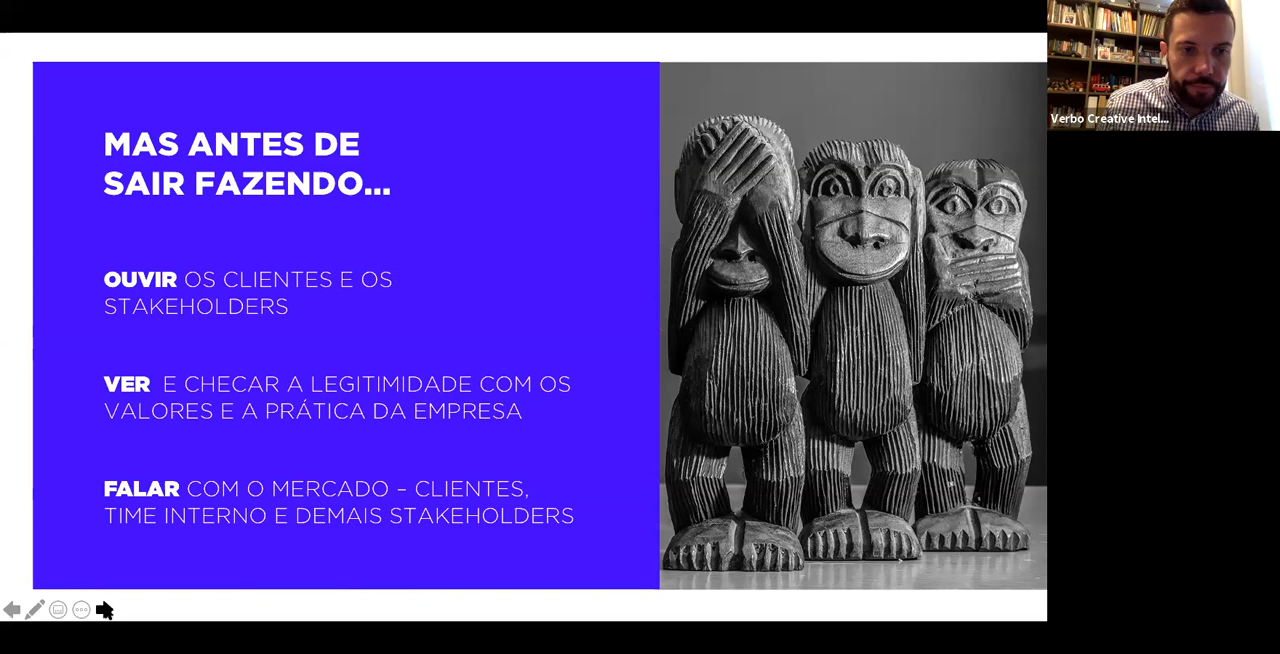 MAS ANTES DE
SAIR FAZENDO...
OUVIR OS CLIENTES E OS
STAKEHOLDERS
VER E CHECAR A LEGITIMIDADE COM OS
VALORES E A PRÁTICA DA EMPRESA
FALAR COM O MERCADO – CLIENTES,
TIME INTERNO E DEMAIS STAKEHOLDERS
Verbo Creative Intel...